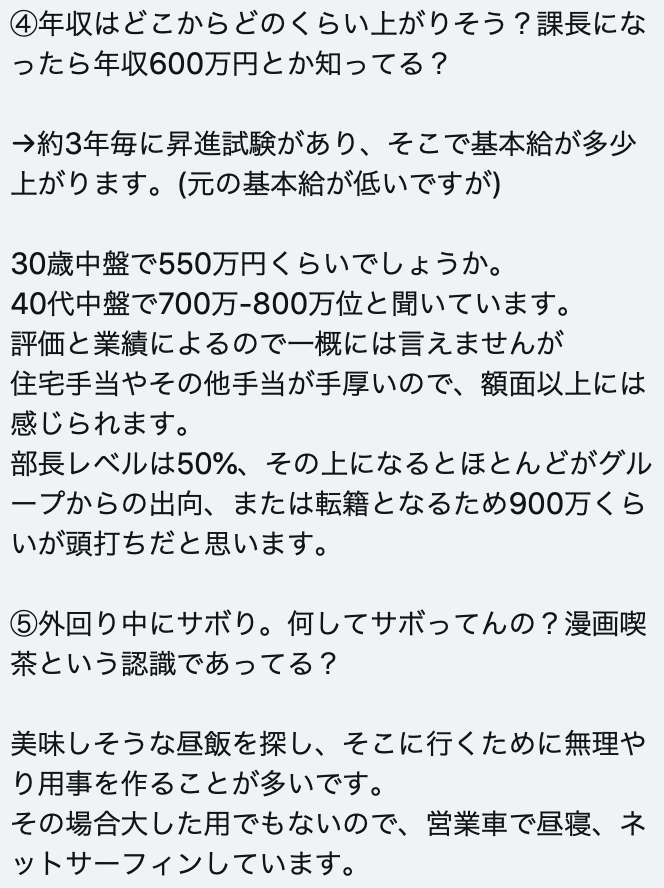 ④年収はどこからどのくらい上がりそう？課長にな
ったら年収600万円とか知ってる？
→約3年毎に昇進試験があり、そこで基本給が多少
上がります。(元の基本給が低いですが)
30歳中盤で550万円くらいでしょうか。
40代中盤で700万-800万位と聞いています。
評価と業績によるので一概には言えませんが
住宅手当やその他手当が手厚いので、額面以上には
感じられます。
部長レベルは50%、その上になるとほとんどがグル
ープからの出向、または転籍となるため900万くら
いが頭打ちだと思います。
⑤外回り中にサボり。何してサボってんの？漫画喫
茶という認識であってる？
美味しそうな昼飯を探し、そこに行くために無理や
り用事を作ることが多いです。
その場合大した用でもないので、営業車で昼寝、ネ
ットサーフィンしています。